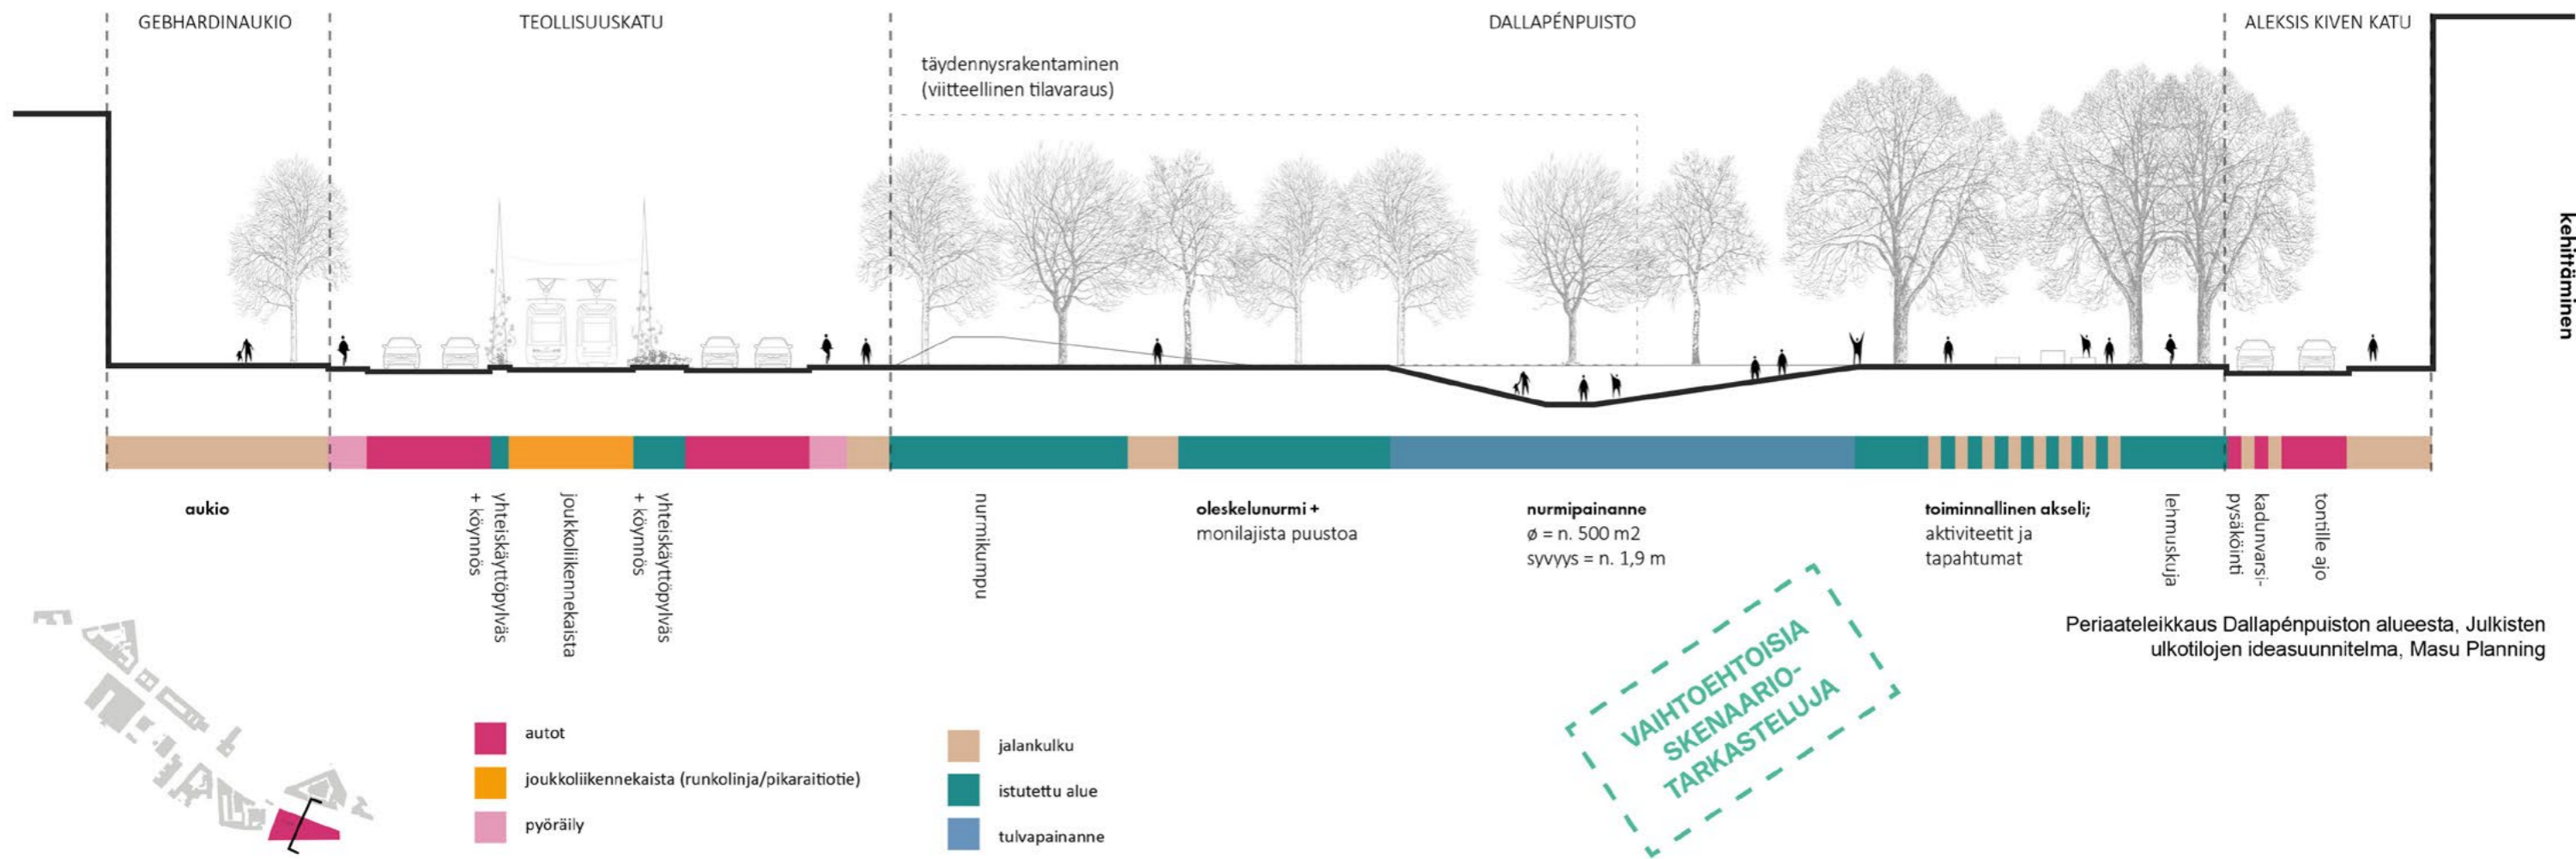 GEBHARDINAUKIO
TEOLLISUUSKATU
DALLAPÉNPUISTO
ALEKSIS KIVEN KATU
täydennysrakentaminen
(viitteellinen tilavaraus)
kehittäminen
aukio
yhteiskäyttöpylväs
+ köynnös
joukkoliikennekaista
yhteiskäyttöpylväs
+ köynnös
nurmikumpu
oleskelunurmi +
monilajista puustoa
nurmipainanne
ø = n. 500 m2
syvyys = n. 1,9 m
toiminnallinen akseli;
aktiviteetit ja
tapahtumat
lehmuskuja
kadunvarsi-
pysäköinti
tontille ajo
Periaateleikkaus Dallapénpuiston alueesta, Julkisten
ulkotilojen ideasuunnitelma, Masu Planning
VAIHTOEHTOISIA
SKENAARIO-
TARKASTELUJA
autot
joukkoliikennekaista (runkolinja/pikaraitiotie)
pyöräily
jalankulku
istutettu alue
tulvapainanne